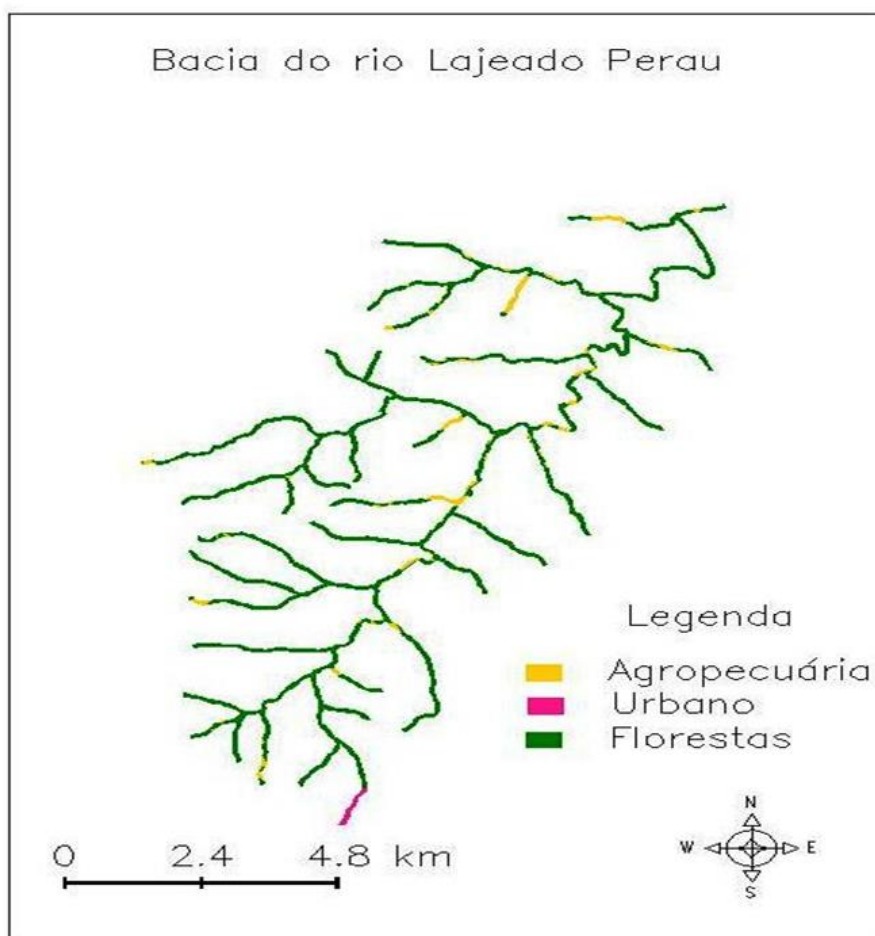 Bacia do rio Lajeado Perau
Legenda
Agropecuária
Urbano
Florestas
N
W E
S
0 2.4 4.8 km